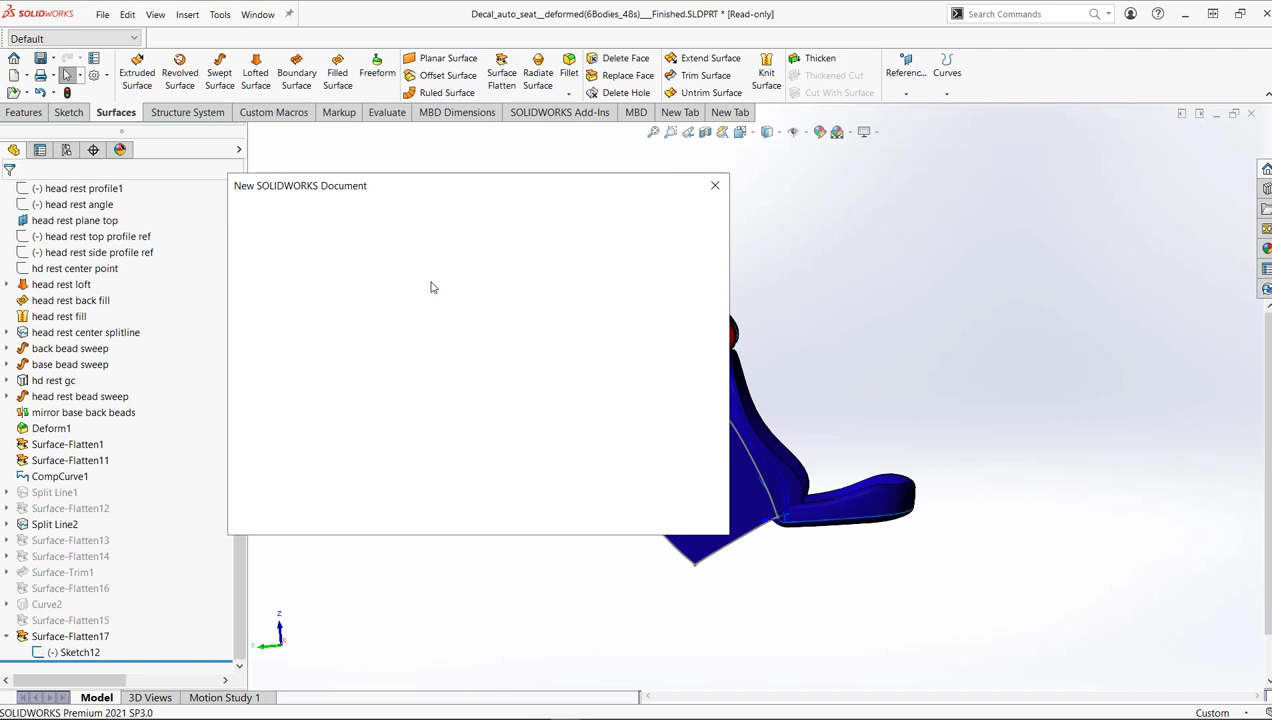 SOLIDWORKS File Edit View Insert Tools Window Decal_auto_seat__deformed(6Bodies_48s)___Finished.SLDPRT * [Read-only] Search Commands
Default
Extruded Surface
Revolved Surface
Swept Surface
Lofted Surface
Boundary Surface
Filled Surface
Freeform
Planar Surface
Offset Surface
Ruled Surface
Surface Flatten
Radiate Surface
Fillet
Delete Face
Replace Face
Delete Hole
Extend Surface
Trim Surface
Untrim Surface
Knit Surface
Thicken
Thickened Cut
Cut With Surface
Referenc...
Curves
Features Sketch Surfaces Structure System Custom Macros Markup Evaluate MBD Dimensions SOLIDWORKS Add-Ins MBD New Tab New Tab
New SOLIDWORKS Document
(-) head rest profile1
(-) head rest angle
head rest plane top
(-) head rest top profile ref
(-) head rest side profile ref
hd rest center point
head rest loft
head rest back fill
head rest fill
head rest center splitline
back bead sweep
base bead sweep
hd rest gc
head rest bead sweep
mirror base back beads
Deform1
Surface-Flatten1
Surface-Flatten11
CompCurve1
Split Line1
Surface-Flatten12
Split Line2
Surface-Flatten13
Surface-Flatten14
Surface-Trim1
Surface-Flatten16
Curve2
Surface-Flatten15
Surface-Flatten17
(-) Sketch12
Z
Y
Model 3D Views Motion Study 1
SOLIDWORKS Premium 2021 SP3.0 Custom